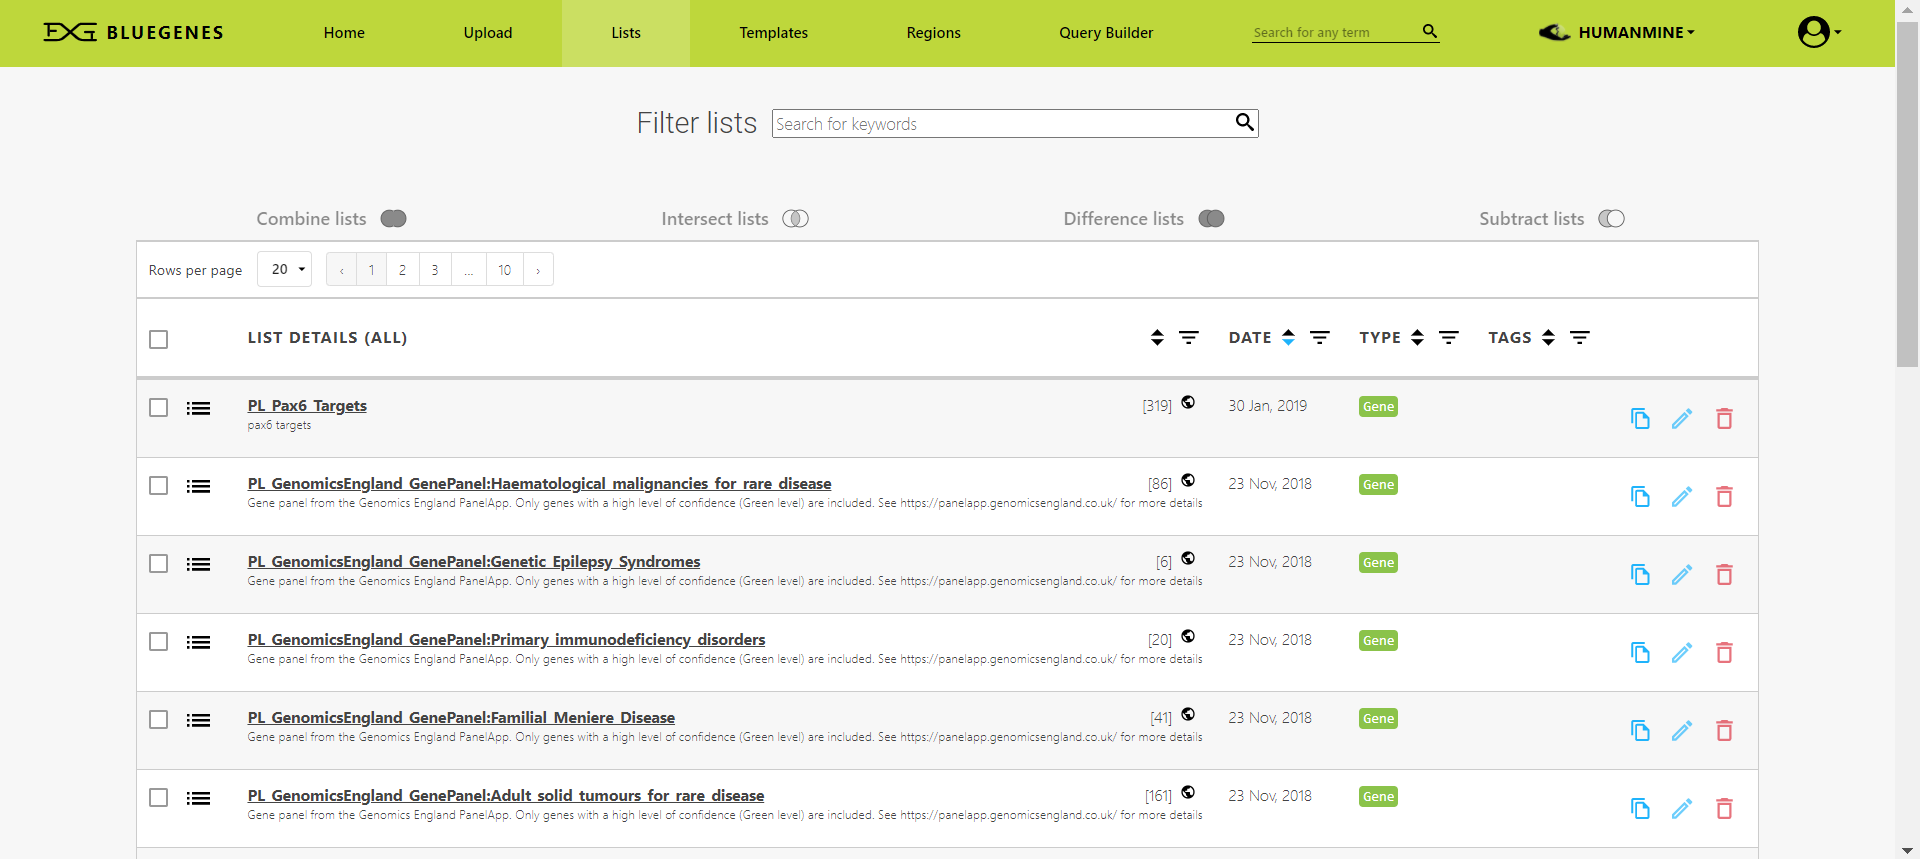 BLUEGENES Home Upload Lists Templates Regions Query Builder Search for any term HUMANMINE
Filter lists Search for keywords
Combine lists Intersect lists Difference lists Subtract lists
Rows per page 20 ‹ 1 2 3 ... 10 ›
LIST DETAILS (ALL) DATE TYPE TAGS
PL_Pax6_Targets [319] 30 Jan, 2019 Gene
pax6 targets
PL_GenomicsEngland_GenePanel:Haematological_malignancies_for_rare_disease [86] 23 Nov, 2018 Gene
Gene panel from the Genomics England PanelApp. Only genes with a high level of confidence (Green level) are included. See https://panelapp.genomicsengland.co.uk/ for more details
PL_GenomicsEngland_GenePanel:Genetic_Epilepsy_Syndromes [6] 23 Nov, 2018 Gene
Gene panel from the Genomics England PanelApp. Only genes with a high level of confidence (Green level) are included. See https://panelapp.genomicsengland.co.uk/ for more details
PL_GenomicsEngland_GenePanel:Primary_immunodeficiency_disorders [20] 23 Nov, 2018 Gene
Gene panel from the Genomics England PanelApp. Only genes with a high level of confidence (Green level) are included. See https://panelapp.genomicsengland.co.uk/ for more details
PL_GenomicsEngland_GenePanel:Familial_Meniere_Disease [41] 23 Nov, 2018 Gene
Gene panel from the Genomics England PanelApp. Only genes with a high level of confidence (Green level) are included. See https://panelapp.genomicsengland.co.uk/ for more details
PL_GenomicsEngland_GenePanel:Adult_solid_tumours_for_rare_disease [161] 23 Nov, 2018 Gene
Gene panel from the Genomics England PanelApp. Only genes with a high level of confidence (Green level) are included. See https://panelapp.genomicsengland.co.uk/ for more details